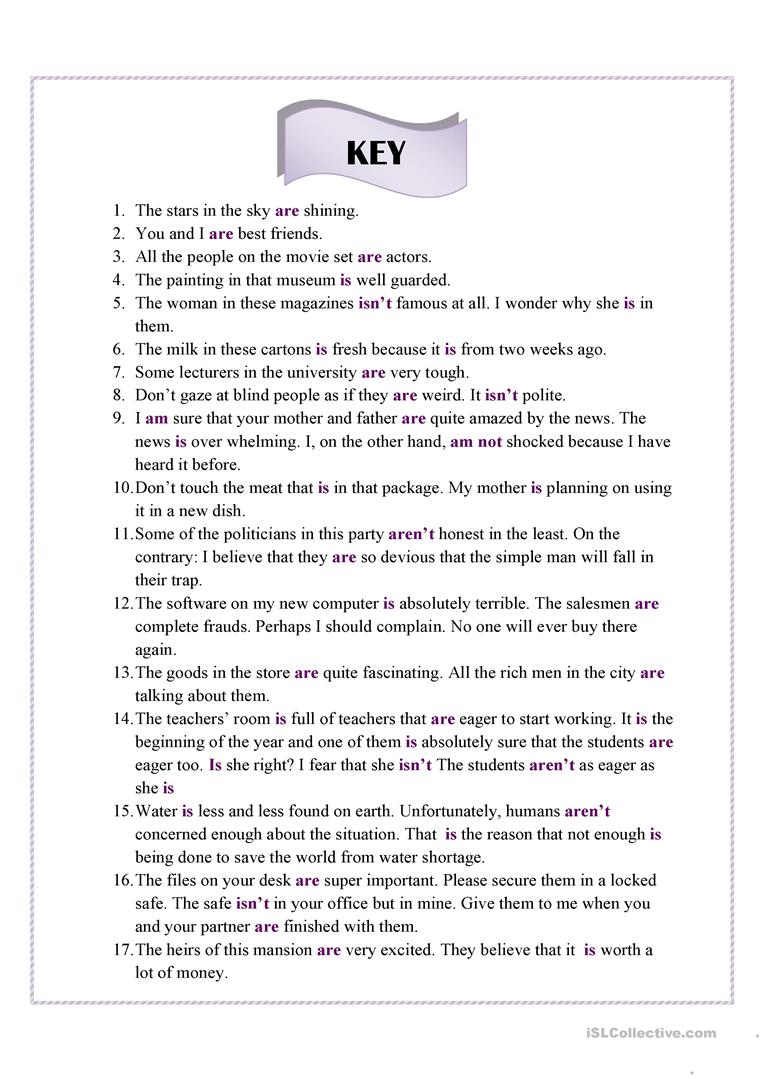 KEY
1. The stars in the sky are shining.
2. You and I are best friends.
3. All the people on the movie set are actors.
4. The painting in that museum is well guarded.
5. The woman in these magazines isn’t famous at all. I wonder why she is in
them.
6. The milk in these cartons is fresh because it is from two weeks ago.
7. Some lecturers in the university are very tough.
8. Don’t gaze at blind people as if they are weird. It isn’t polite.
9. I am sure that your mother and father are quite amazed by the news. The
news is over whelming. I, on the other hand, am not shocked because I have
heard it before.
10. Don’t touch the meat that is in that package. My mother is planning on using
it in a new dish.
11. Some of the politicians in this party aren’t honest in the least. On the
contrary: I believe that they are so devious that the simple man will fall in
their trap.
12. The software on my new computer is absolutely terrible. The salesmen are
complete frauds. Perhaps I should complain. No one will ever buy there
again.
13. The goods in the store are quite fascinating. All the rich men in the city are
talking about them.
14. The teachers’ room is full of teachers that are eager to start working. It is the
beginning of the year and one of them is absolutely sure that the students are
eager too. Is she right? I fear that she isn’t The students aren’t as eager as
she is
15. Water is less and less found on earth. Unfortunately, humans aren’t
concerned enough about the situation. That is the reason that not enough is
being done to save the world from water shortage.
16. The files on your desk are super important. Please secure them in a locked
safe. The safe isn’t in your office but in mine. Give them to me when you
and your partner are finished with them.
17. The heirs of this mansion are very excited. They believe that it is worth a
lot of money.
iSLCollective.com